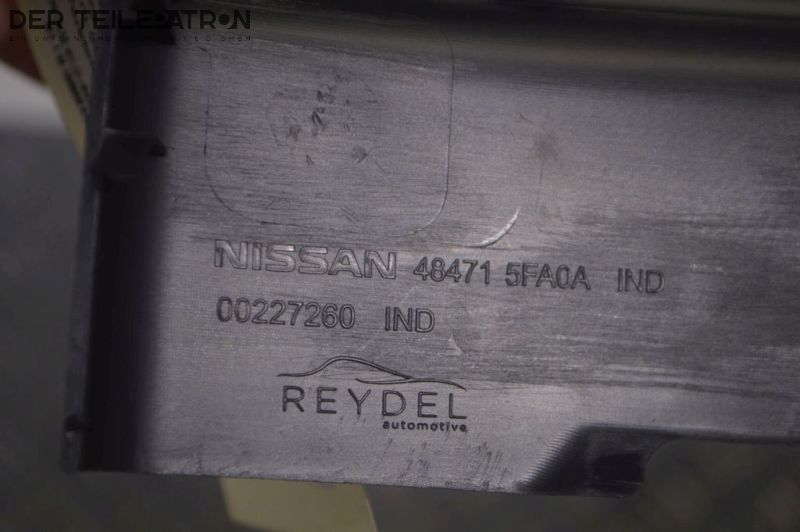 DER TEILEPATRON
NISSAN 48471 5FA0A IND
00227260 IND
REYDEL
automotive